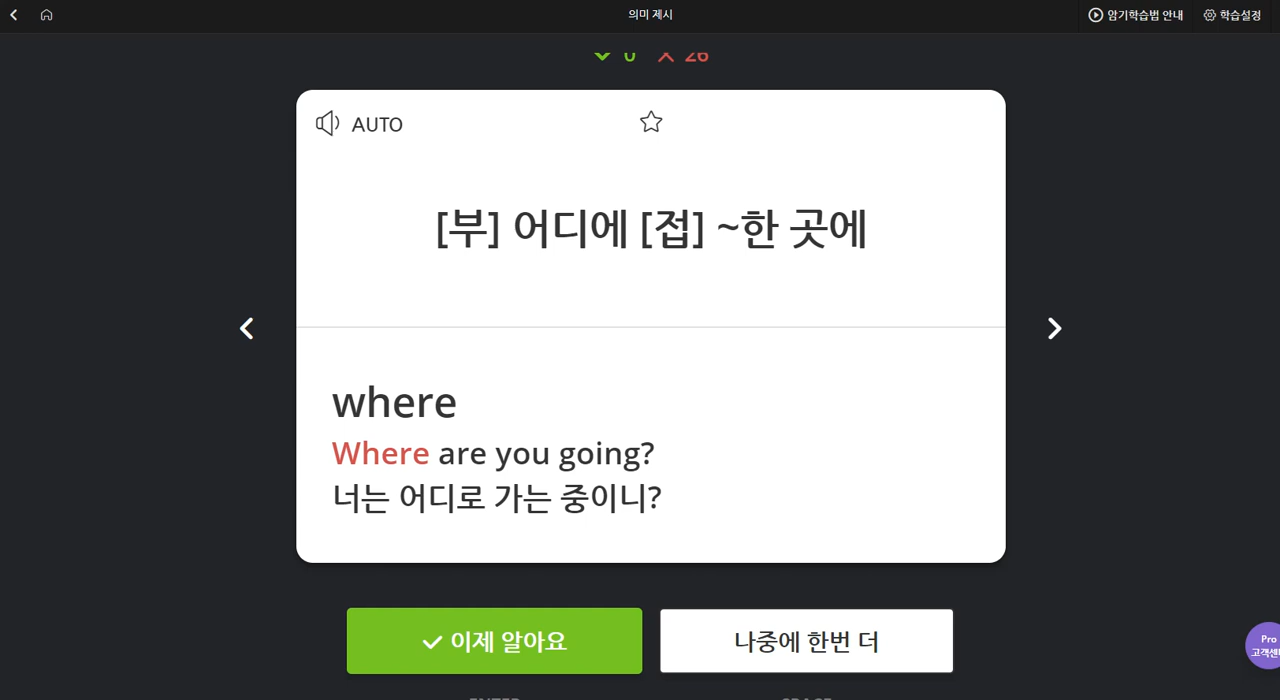 의미 제시
암기학습법 안내
학습설정
0 26
AUTO
[부] 어디에 [접] ~한 곳에
where
Where are you going?
너는 어디로 가는 중이니?
이제 알아요
나중에 한번 더
Pro